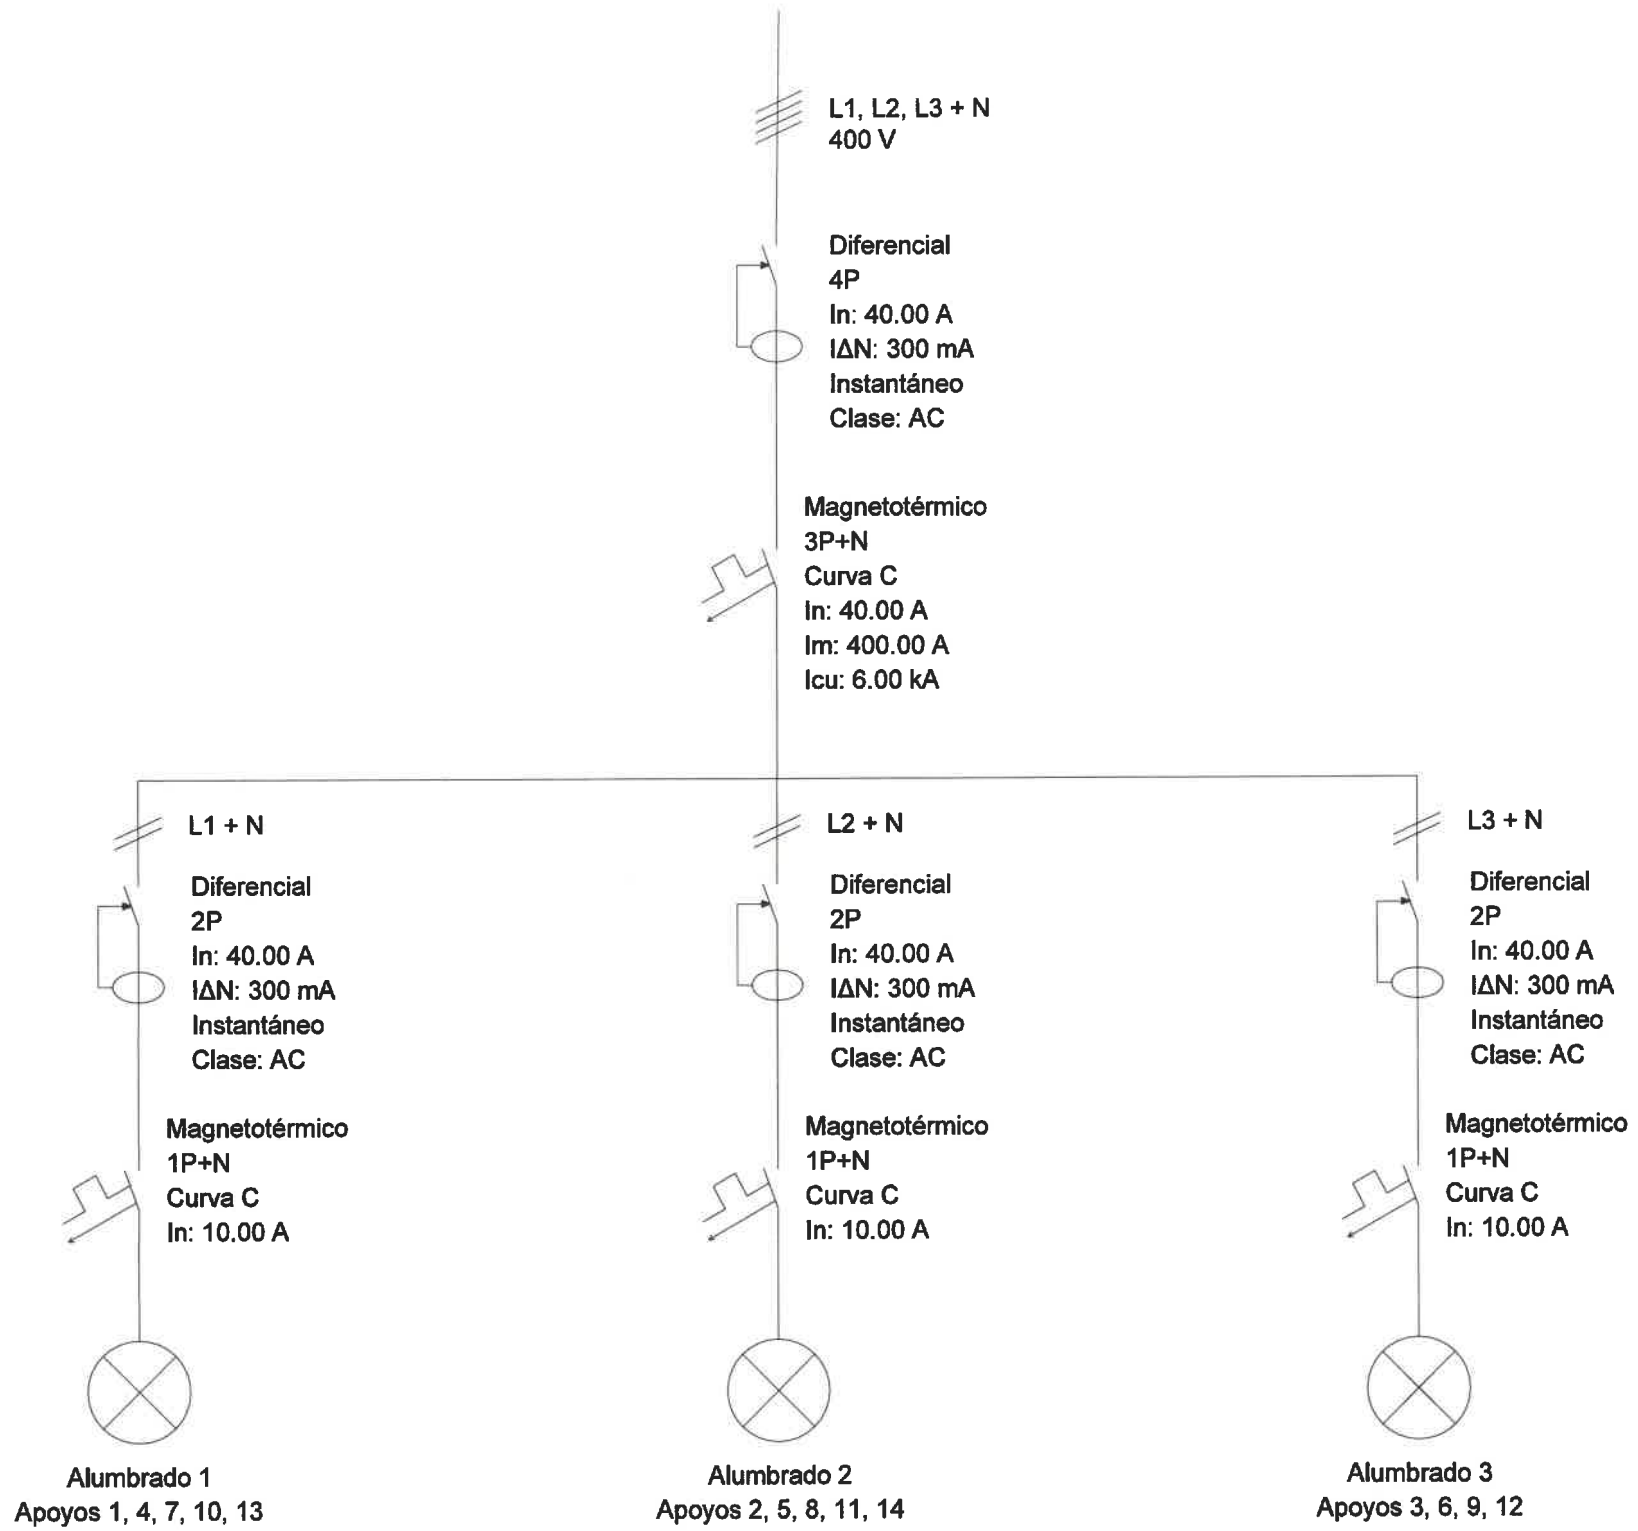 L1, L2, L3 + N
400 V
Diferencial
4P
In: 40.00 A
IΔN: 300 mA
Instantáneo
Clase: AC
Magnetotérmico
3P+N
Curva C
In: 40.00 A
Im: 400.00 A
Icu: 6.00 kA
L1 + N
Diferencial
2P
In: 40.00 A
IΔN: 300 mA
Instantáneo
Clase: AC
Magnetotérmico
1P+N
Curva C
In: 10.00 A
Alumbrado 1
Apoyos 1, 4, 7, 10, 13
L2 + N
Diferencial
2P
In: 40.00 A
IΔN: 300 mA
Instantáneo
Clase: AC
Magnetotérmico
1P+N
Curva C
In: 10.00 A
Alumbrado 2
Apoyos 2, 5, 8, 11, 14
L3 + N
Diferencial
2P
In: 40.00 A
IΔN: 300 mA
Instantáneo
Clase: AC
Magnetotérmico
1P+N
Curva C
In: 10.00 A
Alumbrado 3
Apoyos 3, 6, 9, 12